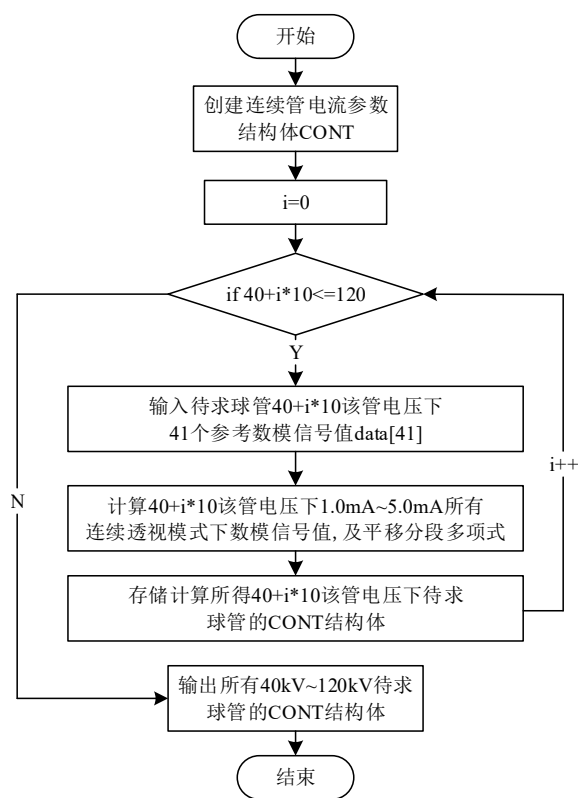 开始
创建连续管电流参数
结构体CONT
i=0
if 40+i*10<=120
Y
输入待求球管40+i*10该管电压下
41个参考数模信号值data[41]
i++
N
计算40+i*10该管电压下1.0mA~5.0mA所有
连续透视模式下数模信号值,及平移分段多项式
存储计算所得40+i*10该管电压下待求
球管的CONT结构体
输出所有40kV~120kV待求
球管的CONT结构体
结束